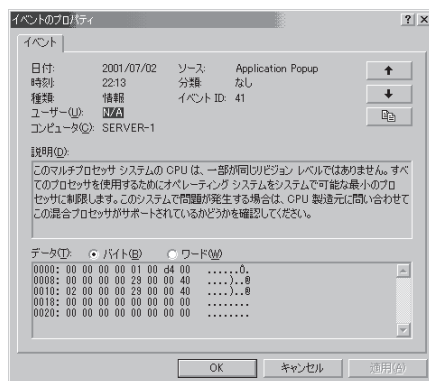 イベントのプロパティ
? ×
イベント
日付: 2001/07/02 ソース: Application Popup
時刻: 22:13 分類: なし
種類: 情報 イベント ID: 41
ユーザー(U): N/A
コンピュータ(C): SERVER-1
説明(D):
このマルチプロセッサ システムの CPU は、一部が同じリビジョン レベルではありません。すべ
てのプロセッサを使用するためにオペレーティング システムをシステムで可能な最小のプロ
セッサに制限します。このシステムで問題が発生する場合は、CPU 製造元に問い合わせて
この混合プロセッサがサポートされているかどうかを確認してください。
データ(T): バイト(B) ワード(W)
0000: 00 00 00 00 01 00 d4 00 ......Ô.
0008: 00 00 00 00 29 00 00 40 ....)..@
0010: 02 00 00 00 29 00 00 40 ....)..@
0018: 00 00 00 00 00 00 00 00 ........
0020: 00 00 00 00 00 00 00 00 ........
OK キャンセル 適用(A)